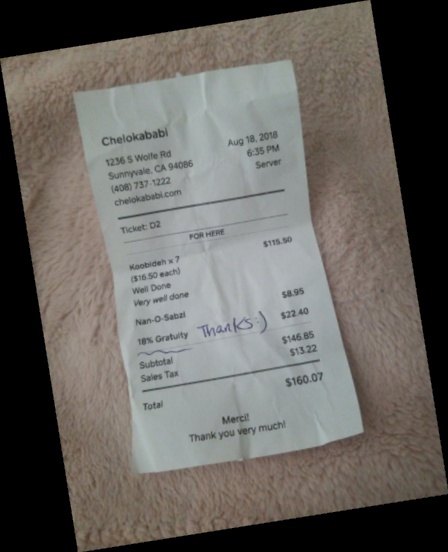 Chelokababi
1236 S Wolfe Rd
Sunnyvale, CA 94086
(408) 737-1222
chelokababi.com
Aug 18, 2018
6:35 PM
Server
Ticket: D2
FOR HERE
Koobideh x 7 $115.50
($16.50 each)
Well Done
Very well done
Nan-O-Sabzi $8.95
18% Gratuity Thanks :) $22.40
Subtotal $146.85
Sales Tax $13.22
Total $160.07
Merci!
Thank you very much!